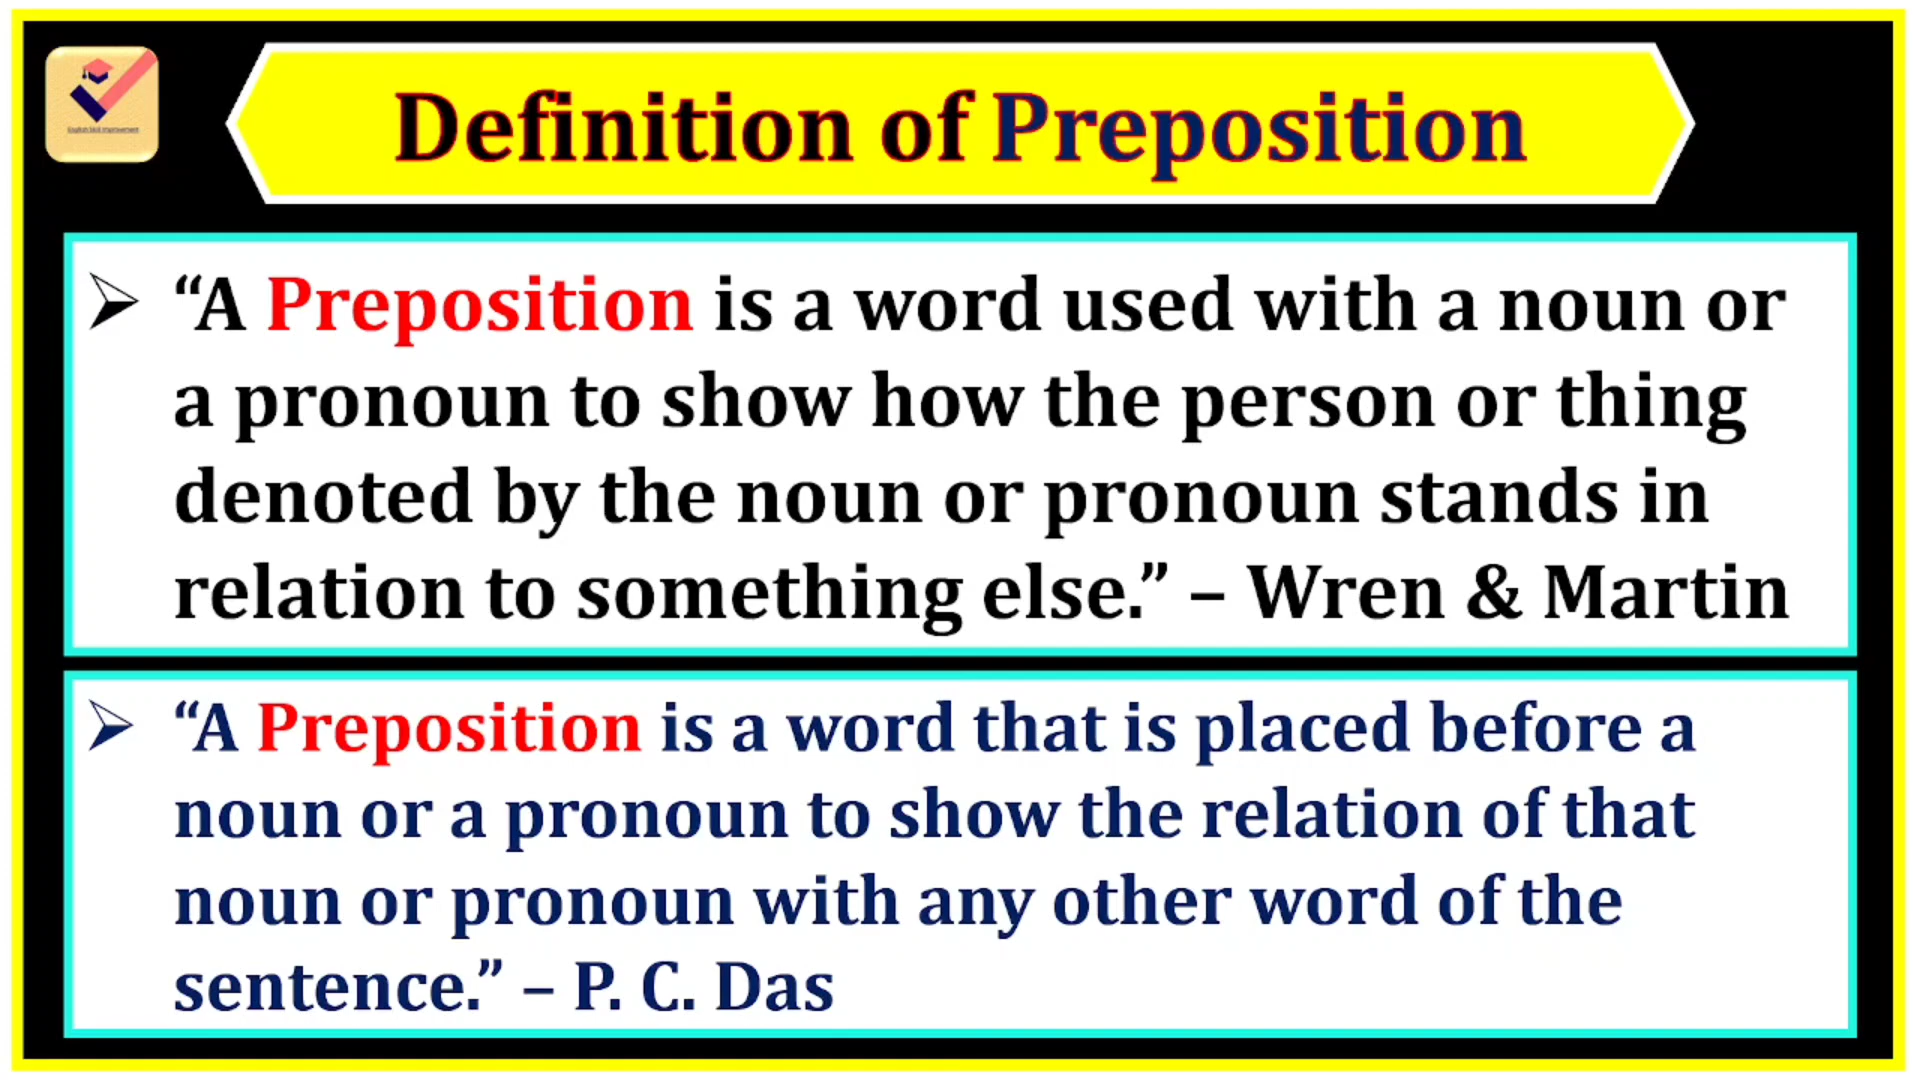 English Skill Improvement
Definition of Preposition
➢ “A Preposition is a word used with a noun or
a pronoun to show how the person or thing
denoted by the noun or pronoun stands in
relation to something else.” – Wren & Martin
➢ “A Preposition is a word that is placed before a
noun or a pronoun to show the relation of that
noun or pronoun with any other word of the
sentence.” – P. C. Das